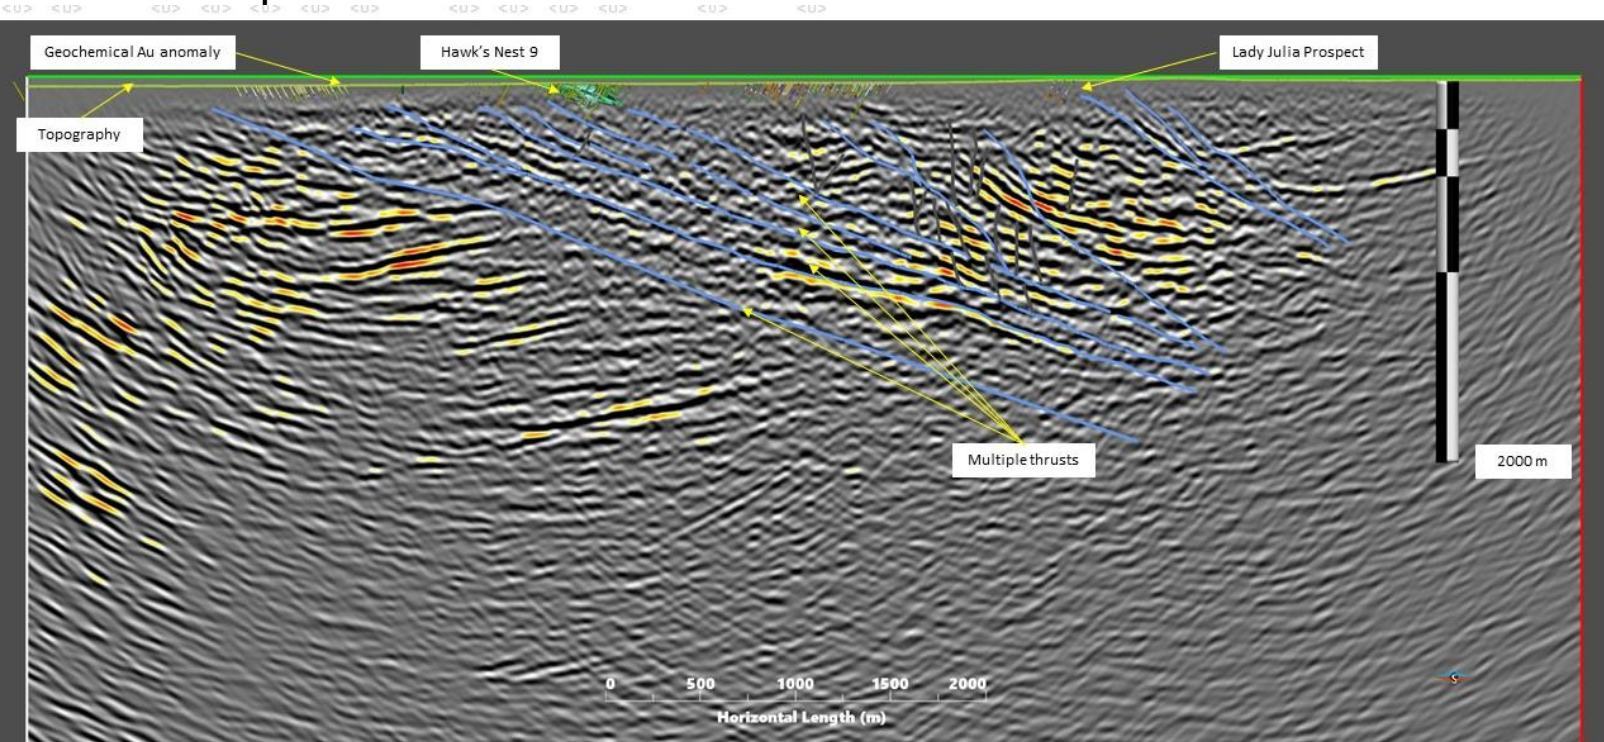 Geochemical Au anomaly
Hawk's Nest 9
Lady Julia Prospect
Topography
Multiple thrusts
2000 m
0 500 1000 1500 2000
Horizontal Length (m)
S